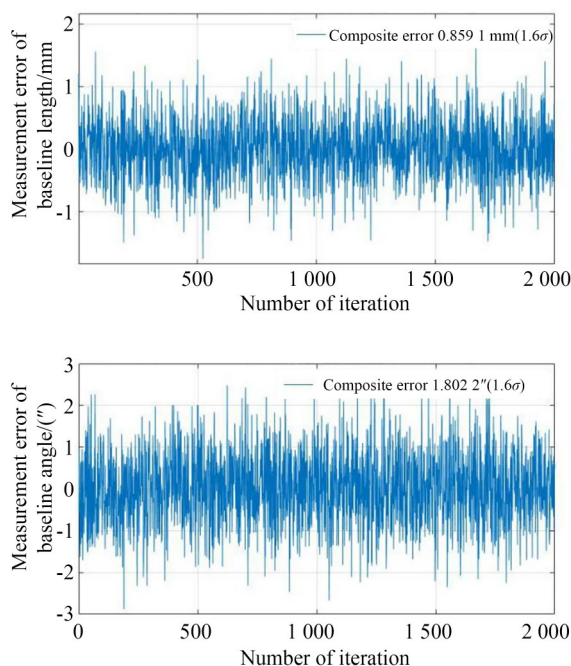 2
Composite error 0.859 1 mm(1.6σ)
1
0
-1
Measurement error of
baseline length/mm
500
1 000
1 500
2 000
Number of iteration
3
Composite error 1.802 2″(1.6σ)
2
1
0
-1
-2
-3
Measurement error of
baseline angle/(″)
0
500
1 000
1 500
2 000
Number of iteration